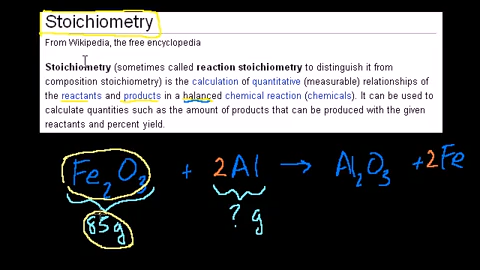 Stoichiometry
From Wikipedia, the free encyclopedia
Stoichiometry (sometimes called reaction stoichiometry to distinguish it from
composition stoichiometry) is the calculation of quantitative (measurable) relationships of
the reactants and products in a balanced chemical reaction (chemicals). It can be used to
calculate quantities such as the amount of products that can be produced with the given
reactants and percent yield.
Fe₂O₃ + 2Al → Al₂O₃ + 2Fe
85g ? g